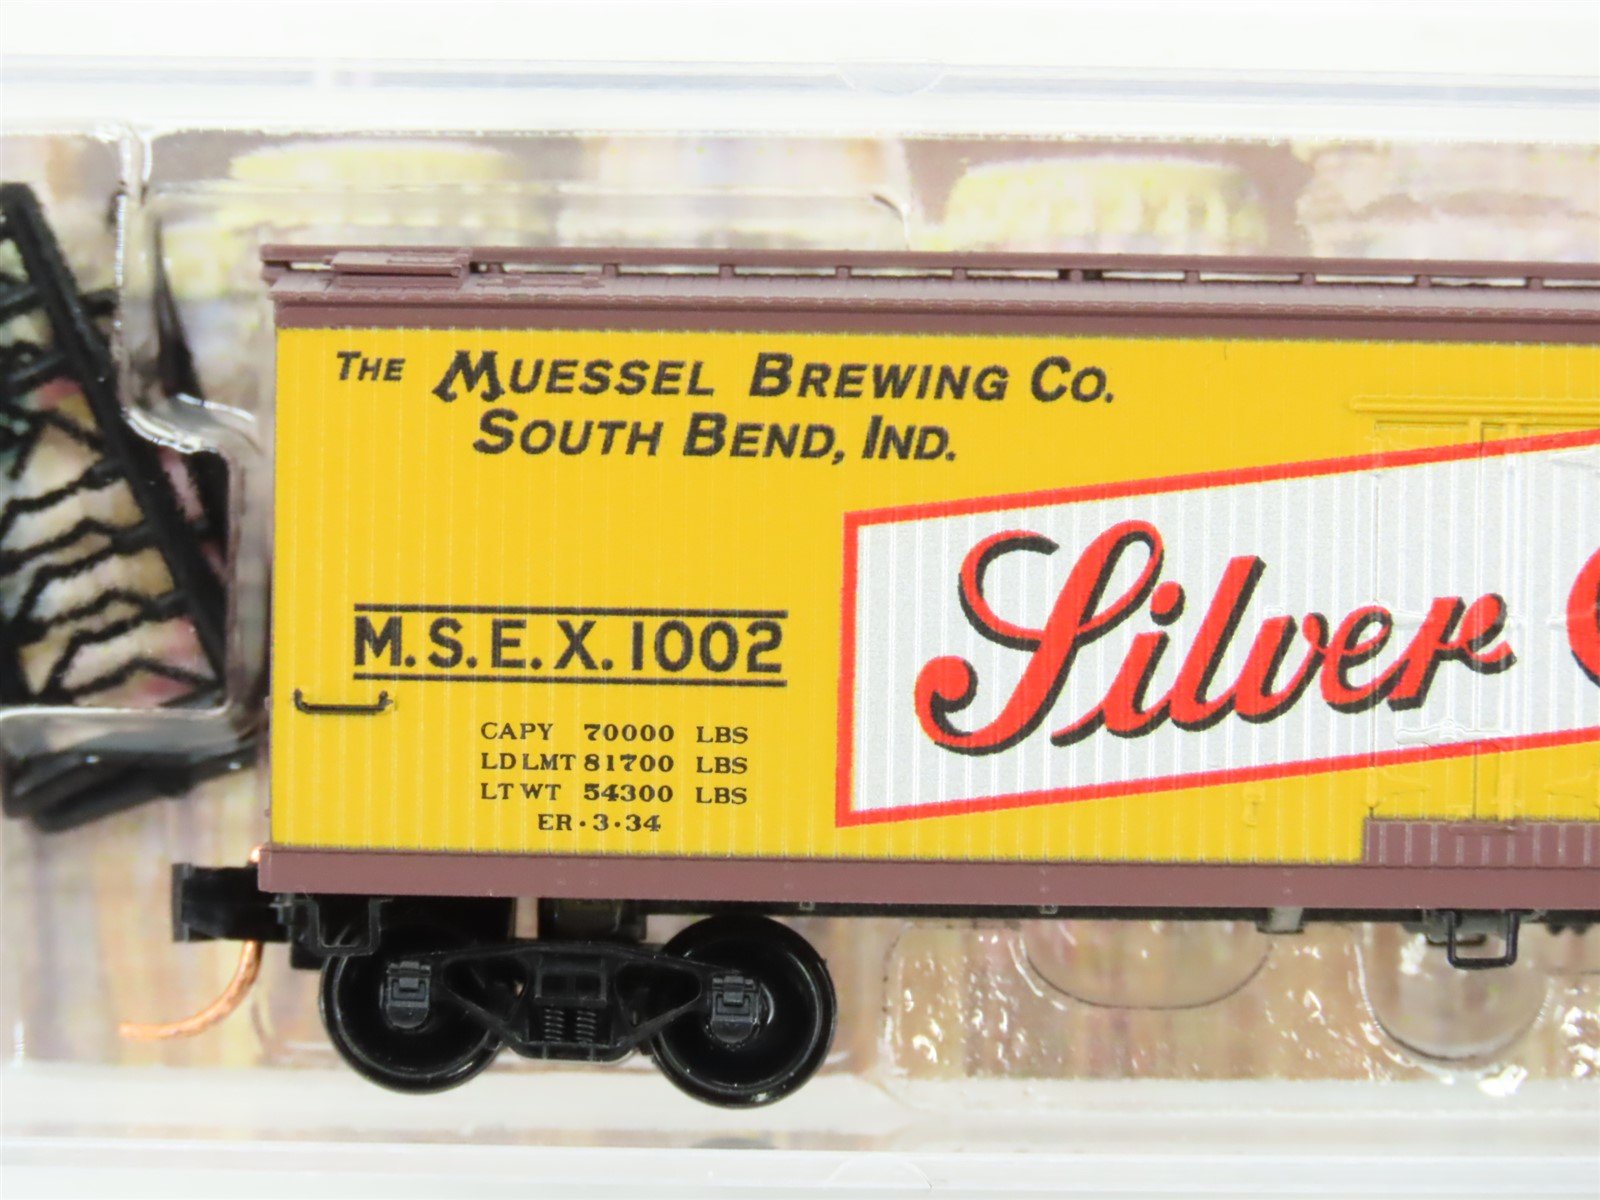 THE MUESSEL BREWING CO.
SOUTH BEND, IND.
Silver
M.S.E.X. 1002
CAPY 70000 LBS
LD LMT 81700 LBS
LT WT 54300 LBS
ER·3·34